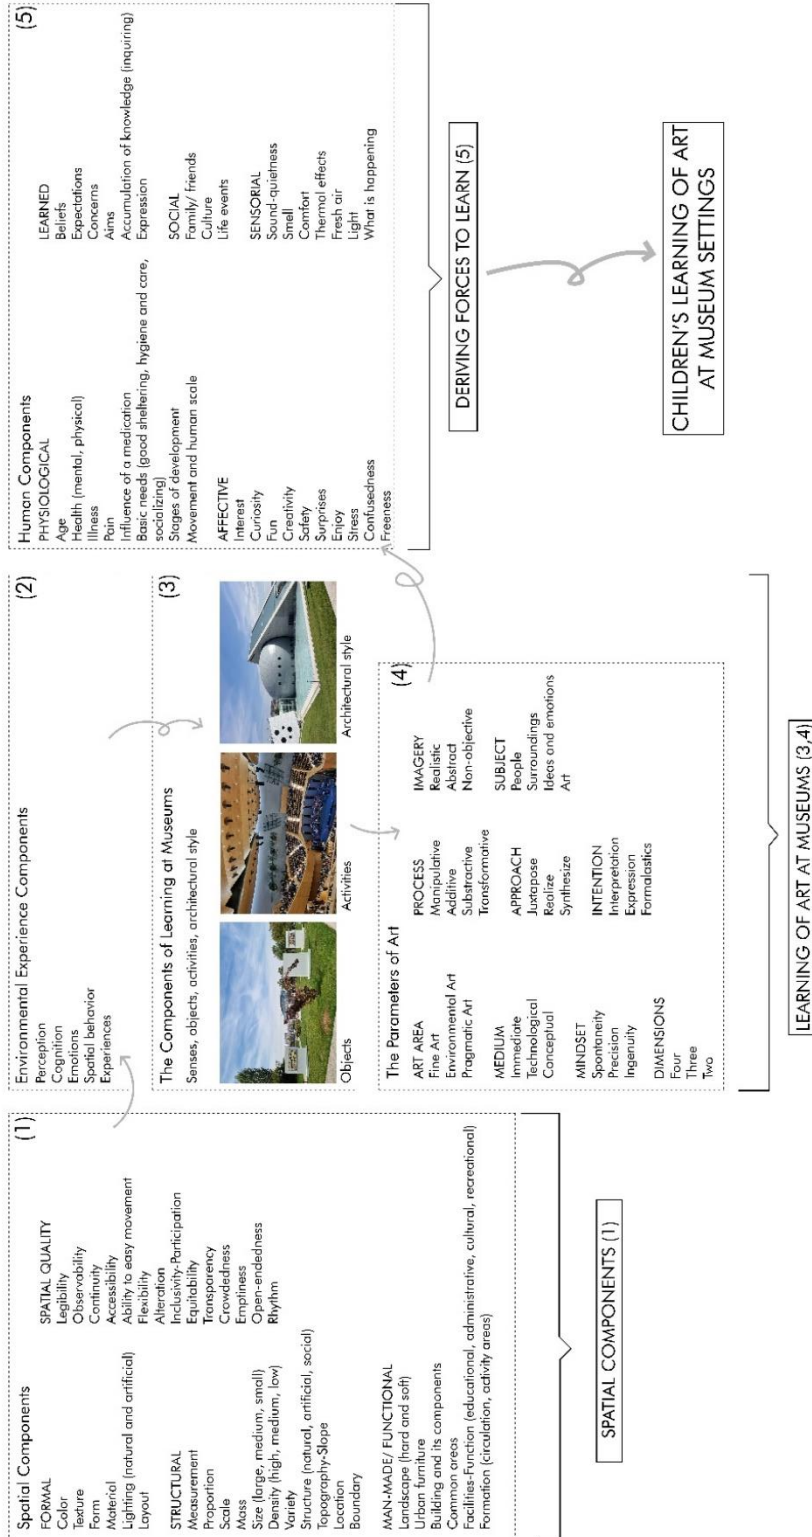 Spatial Components
(1)
FORMAL
Color
Texture
Form
Material
Lighting (natural and artificial)
Layout
STRUCTURAL
Measurement
Proportion
Scale
Mass
Size (large, medium, small)
Density (high, medium, low)
Variety
Structure (natural, artificial, social)
Topography-Slope
Location
Boundary
MAN-MADE/ FUNCTIONAL
Landscape (hard and soft)
Urban furniture
Building and its components
Common areas
Facilities-Function (educational, administrative, cultural, recreational)
Formation (circulation, activity areas)
SPATIAL QUALITY
Legibility
Observability
Continuity
Accessibility
Ability to easy movement
Flexibility
Alteration
Inclusivity-Participation
Equitability
Transparency
Crowdedness
Emptiness
Open-endedness
Rhythm
SPATIAL COMPONENTS (1)
Environmental Experience Components
(2)
Perception
Cognition
Emotions
Spatial behavior
Experiences
The Components of Learning at Museums
(3)
Senses, objects, activities, architectural style
Objects
Activities
Architectural style
The Parameters of Art
(4)
ART AREA
Fine Art
Environmental Art
Pragmatic Art
MEDIUM
Immediate
Technological
Conceptual
MINDSET
Spontaneity
Precision
Ingenuity
DIMENSIONS
Four
Three
Two
PROCESS
Manipulative
Additive
Substractive
Transformative
APPROACH
Juxtapose
Realize
Synthesize
INTENTION
Interpretation
Expression
Formalastics
IMAGERY
Realistic
Abstract
Non-objective
SUBJECT
People
Surroundings
Ideas and emotions
Art
LEARNING OF ART AT MUSEUMS (3,4)
Human Components
(5)
PHYSIOLOGICAL
Age
Health (mental, physical)
Illness
Pain
Influence of a medication
Basic needs (good sheltering, hygiene and care,
socializing)
Stages of development
Movement and human scale
AFFECTIVE
Interest
Curiosity
Fun
Creativity
Safety
Surprises
Enjoy
Stress
Confusedness
Freeness
LEARNED
Beliefs
Expectations
Concerns
Aims
Accumulation of knowledge (inquiring)
Expression
SOCIAL
Family/ friends
Culture
Life events
SENSORIAL
Sound-quietness
Smell
Comfort
Thermal effects
Fresh air
Light
What is happening
DERIVING FORCES TO LEARN (5)
CHILDREN'S LEARNING OF ART
AT MUSEUM SETTINGS